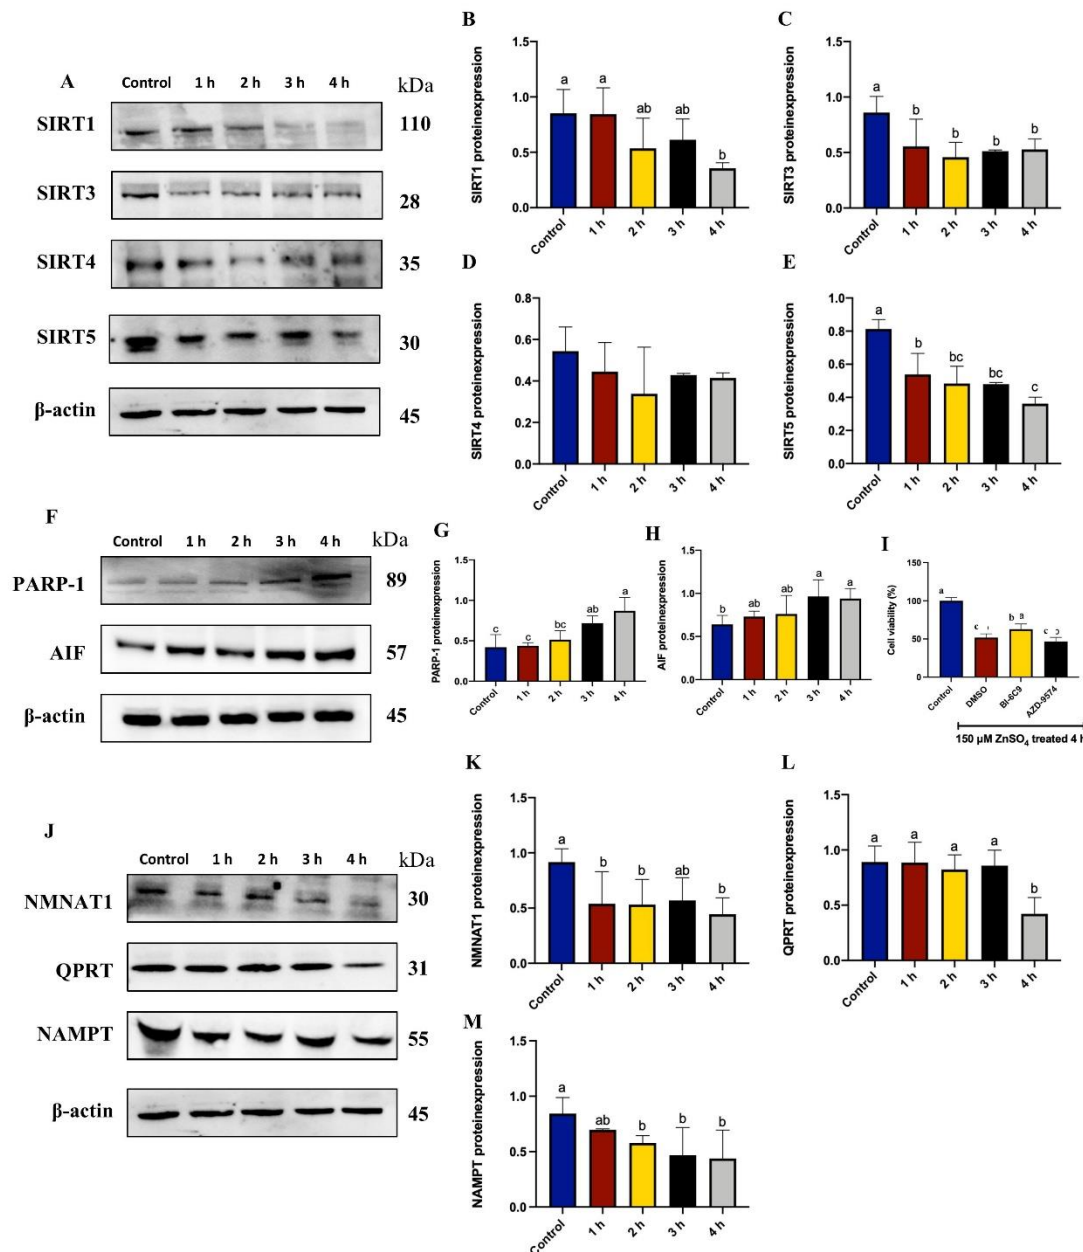 A
Control 1 h 2 h 3 h 4 h kDa
SIRT1 110
SIRT3 28
SIRT4 35
SIRT5 30
β-actin 45
B
SIRT1 proteinexpression
1.5
1.0
0.5
0.0
a a ab ab b
Control 1 h 2 h 3 h 4 h
C
SIRT3 proteinexpression
1.5
1.0
0.5
0.0
a b b b b
Control 1 h 2 h 3 h 4 h
D
SIRT4 proteinexpression
0.8
0.6
0.4
0.2
0.0
Control 1 h 2 h 3 h 4 h
E
SIRT5 proteinexpression
1.0
0.8
0.6
0.4
0.2
0.0
a b bc bc c
Control 1 h 2 h 3 h 4 h
F
Control 1 h 2 h 3 h 4 h kDa
PARP-1 89
AIF 57
β-actin 45
G
PARP-1 proteinexpression
1.5
1.0
0.5
0.0
c c bc ab a
Control 1 h 2 h 3 h 4 h
H
AIF proteinexpression
1.5
1.0
0.5
0.0
b ab ab a a
Control 1 h 2 h 3 h 4 h
I
Cell viability (%)
150
100
50
0
a c b a c
Control DMSO BI-6C9 AZD-9574
150 μM ZnSO4 treated 4 h
J
Control 1 h 2 h 3 h 4 h kDa
NMNAT1 30
QPRT 31
NAMPT 55
β-actin 45
K
NMNAT1 proteinexpression
1.5
1.0
0.5
0.0
a b b ab b
Control 1 h 2 h 3 h 4 h
L
QPRT proteinexpression
1.5
1.0
0.5
0.0
a a a a b
Control 1 h 2 h 3 h 4 h
M
NAMPT proteinexpression
1.5
1.0
0.5
0.0
a ab b b b
Control 1 h 2 h 3 h 4 h